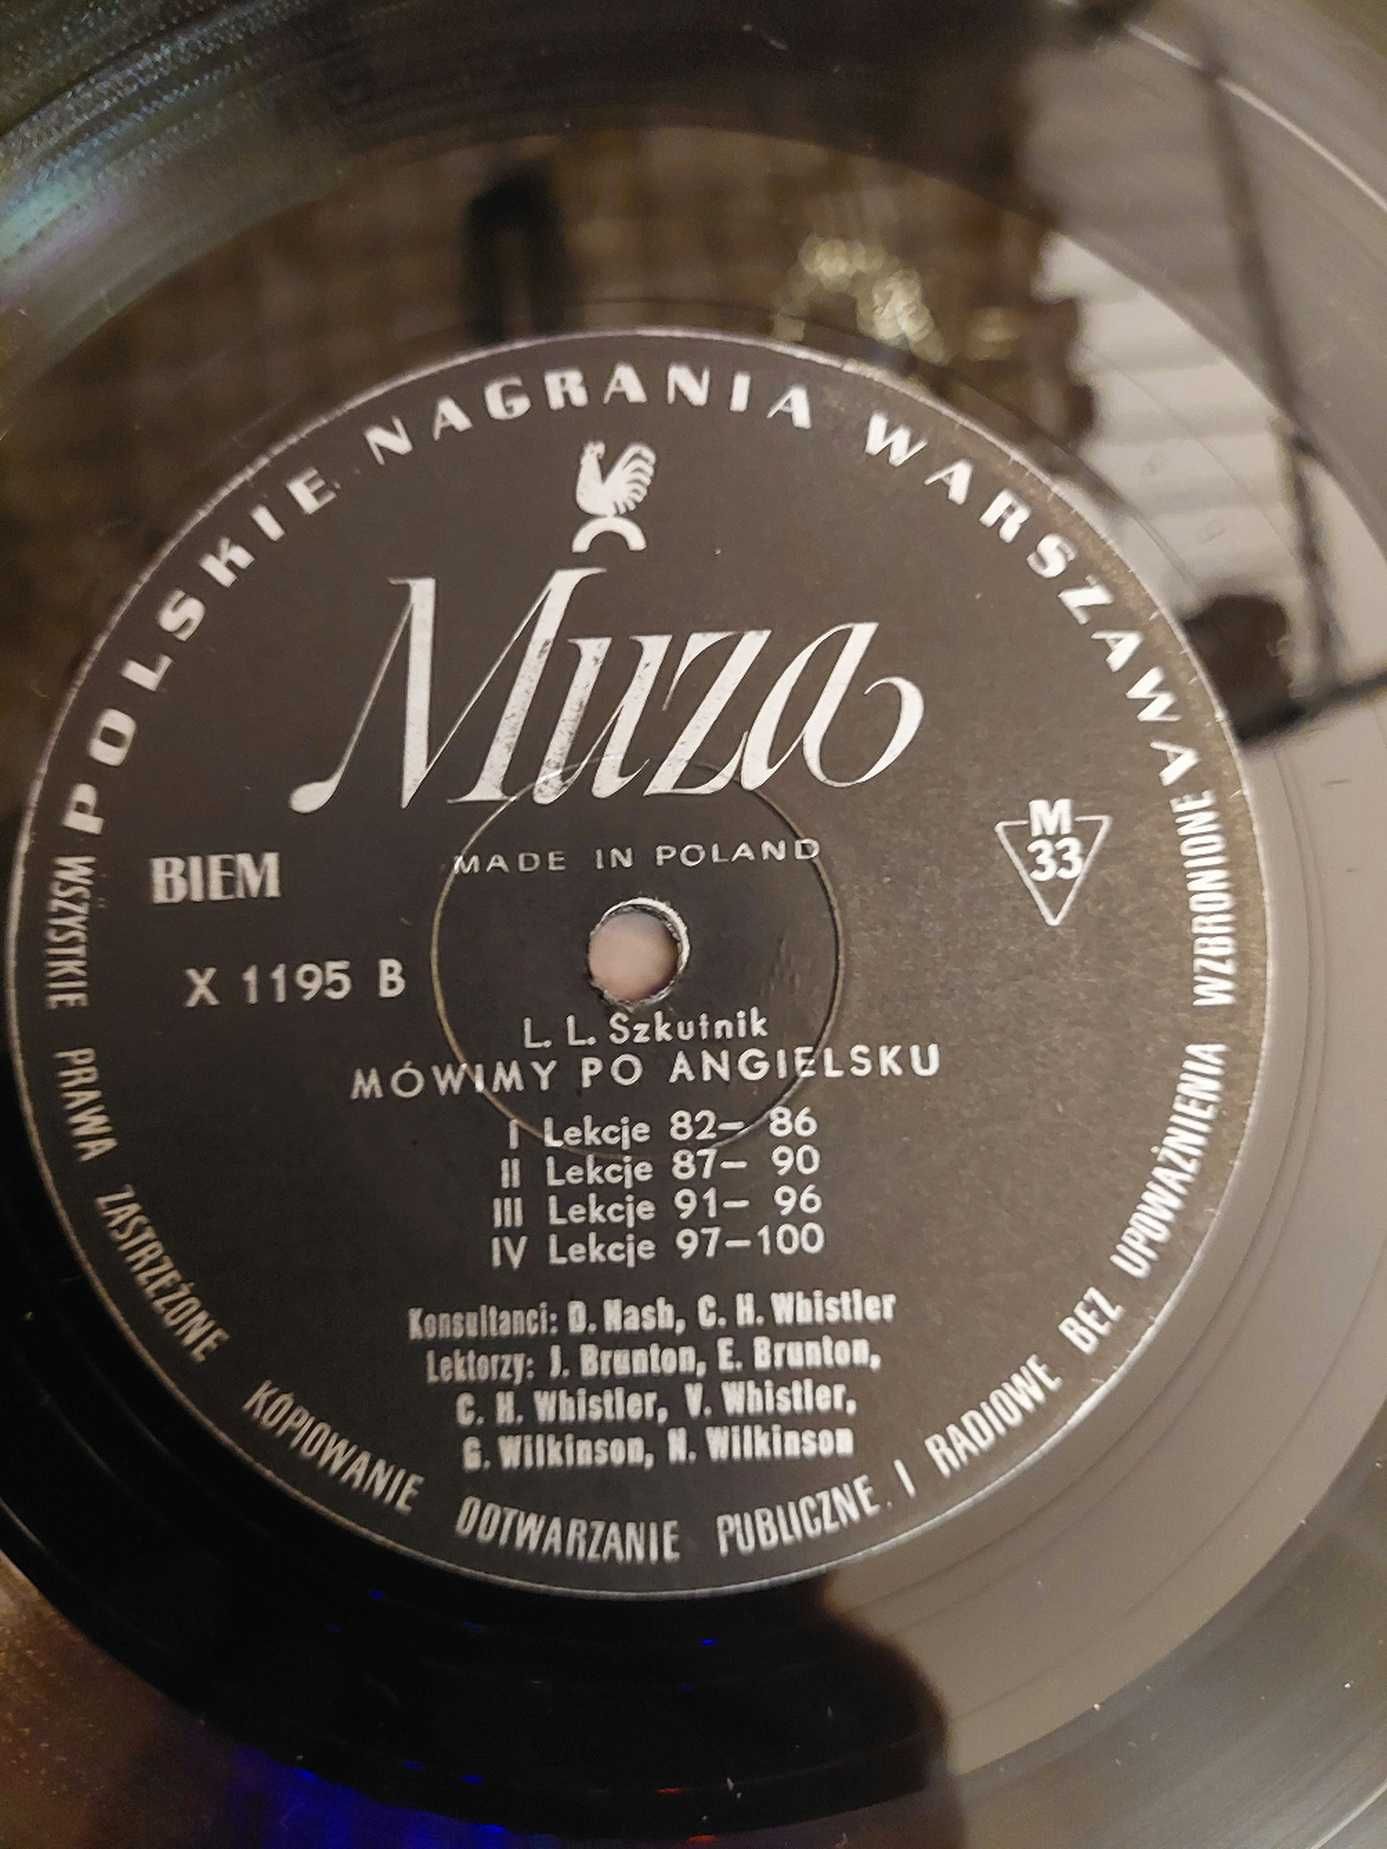 POLSKIE NAGRANIA WARSZAWA
Muza
MADE IN POLAND
BIEM
M
33
X 1195 B
L. L. Szkutnik
MÓWIMY PO ANGIELSKU
I Lekcje 82– 86
II Lekcje 87– 90
III Lekcje 91– 96
IV Lekcje 97–100
Konsultanci: D. Nash, C. H. Whistler
Lektorzy: J. Brunton, E. Brunton,
C. H. Whistler, V. Whistler,
G. Wilkinson, N. Wilkinson
WSZYSTKIE PRAWA ZASTRZEŻONE KOPIOWANIE ODTWARZANIE PUBLICZNE I RADIOWE BEZ UPOWAŻNIENIA WZBRONIONE